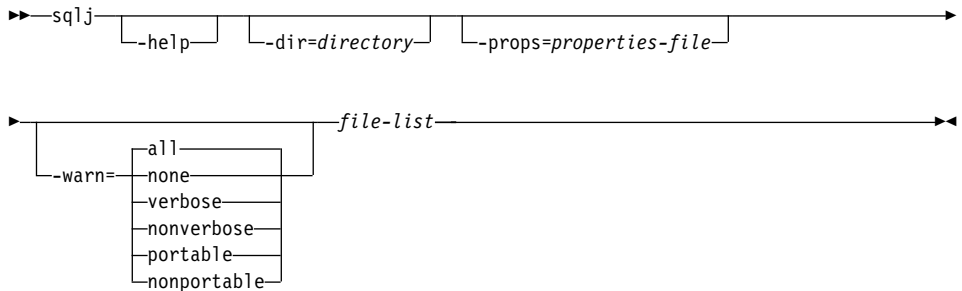 sqlj
-help
-dir=directory
-props=properties-file
file-list
-warn=
all
none
verbose
nonverbose
portable
nonportable